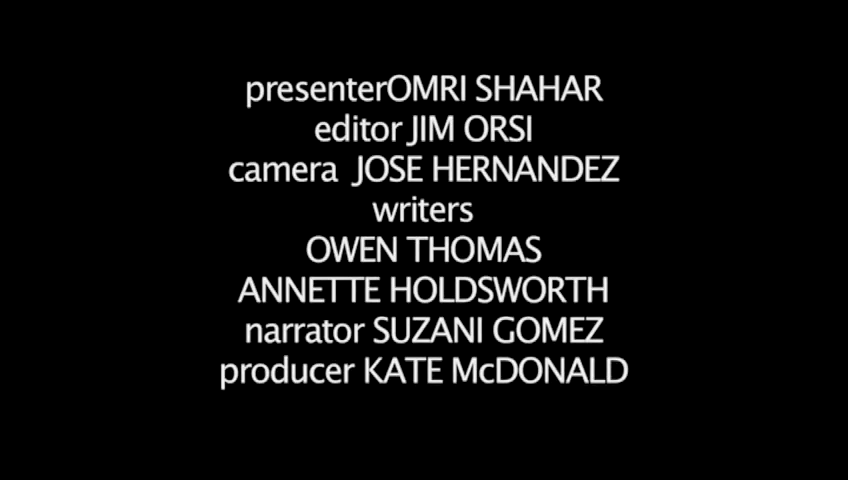 presenterOMRI SHAHAR
editor JIM ORSI
camera JOSE HERNANDEZ
writers
OWEN THOMAS
ANNETTE HOLDSWORTH
narrator SUZANI GOMEZ
producer KATE McDONALD